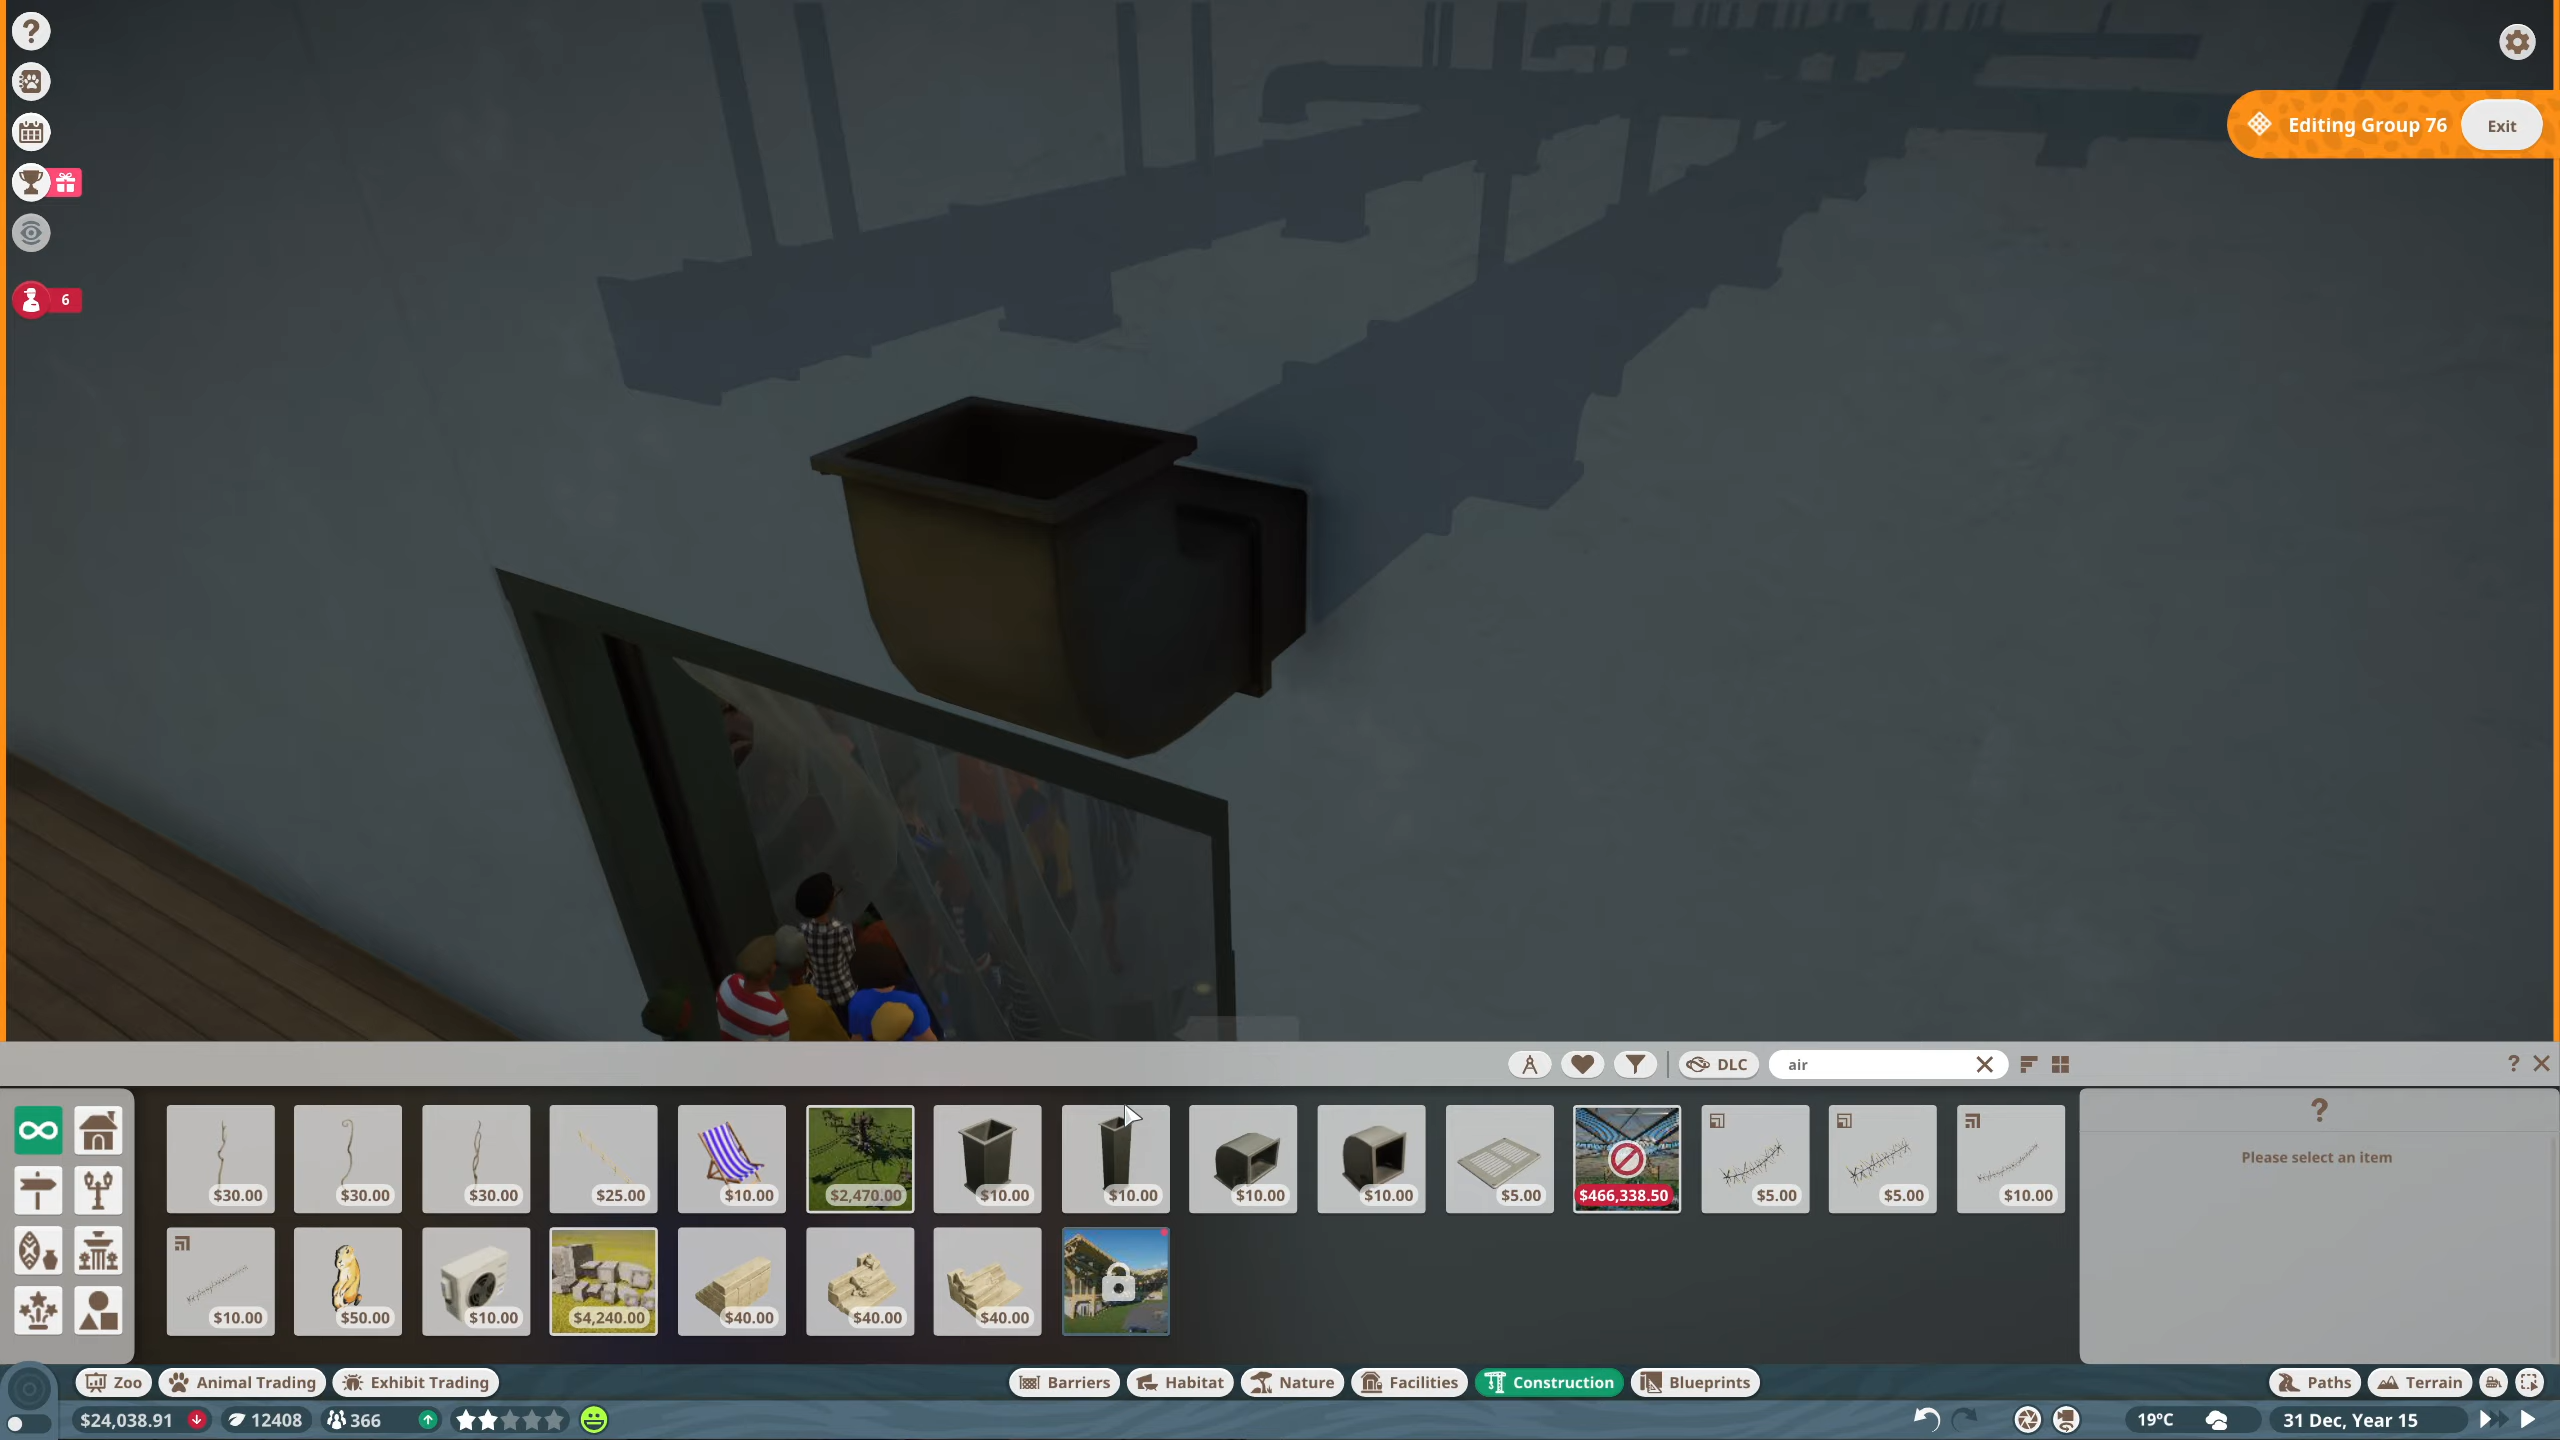 ?
Editing Group 76
Exit
6
DLC
air
?
$30.00
$30.00
$30.00
$25.00
$10.00
$2,470.00
$10.00
$10.00
$10.00
$10.00
$5.00
$466,338.50
$5.00
$5.00
$10.00
?
Please select an item
$10.00
$50.00
$10.00
$4,240.00
$40.00
$40.00
$40.00
Zoo
Animal Trading
Exhibit Trading
Barriers
Habitat
Nature
Facilities
Construction
Blueprints
Paths
Terrain
$24,038.91
12408
366
19°C
31 Dec, Year 15